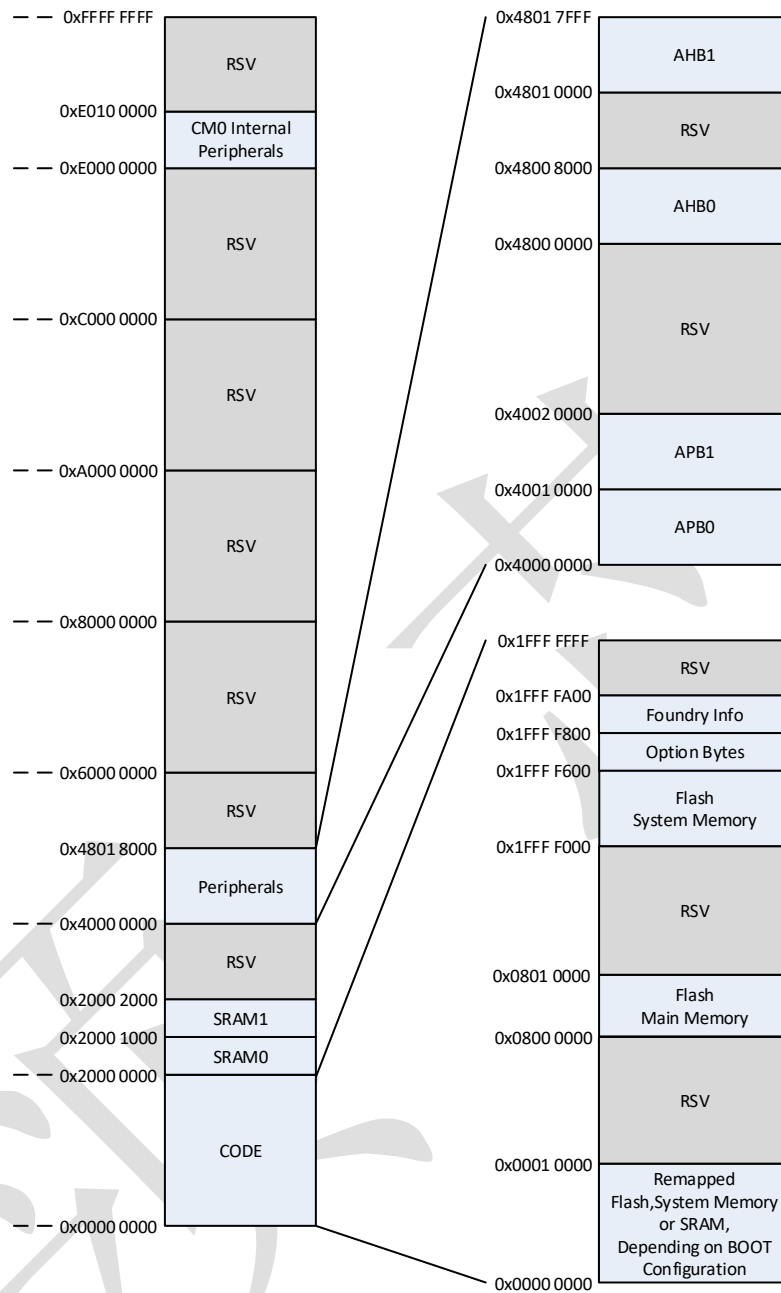 0xFFFF FFFF
RSV
0xE010 0000
CM0 Internal
Peripherals
0xE000 0000
RSV
0xC000 0000
RSV
0xA000 0000
RSV
0x8000 0000
RSV
0x6000 0000
RSV
0x4801 8000
Peripherals
0x4000 0000
RSV
0x2000 2000
SRAM1
0x2000 1000
SRAM0
0x2000 0000
CODE
0x0000 0000
0x4801 7FFF
AHB1
0x4801 0000
RSV
0x4800 8000
AHB0
0x4800 0000
RSV
0x4002 0000
APB1
0x4001 0000
APB0
0x4000 0000
0x1FFF FFFF
RSV
0x1FFF FA00
Foundry Info
0x1FFF F800
Option Bytes
0x1FFF F600
Flash
System Memory
0x1FFF F000
RSV
0x0801 0000
Flash
Main Memory
0x0800 0000
RSV
0x0001 0000
Remapped
Flash,System Memory
or SRAM,
Depending on BOOT
Configuration
0x0000 0000